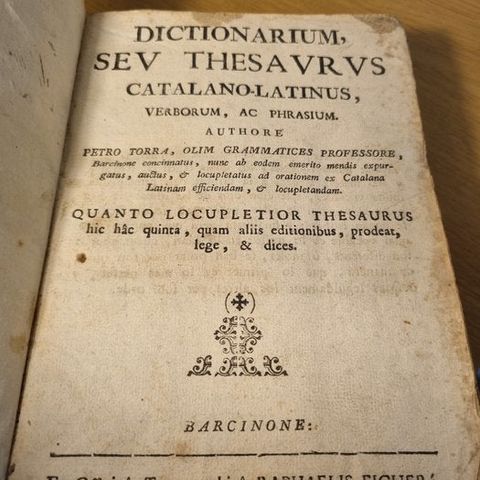 DICTIONARIUM,
SEV THESAVRVS
CATALANO-LATINUS,
VERBORUM, AC PHRASIUM.
AUTHORE
PETRO TORRA, OLIM GRAMMATICES PROFESSORE,
Barcinone concinnatus, nunc ab eodem emerito mendis expur-
gatus, auctus, & locupletatus ad orationem ex Catalana
Latinam efficiendam, & locupletandam.
QUANTO LOCUPLETIOR THESAURUS
hic hâc quinta, quam aliis editionibus, prodeat,
lege, & dices.
BARCINONE:
RAPHAELIS FIGUERÒ